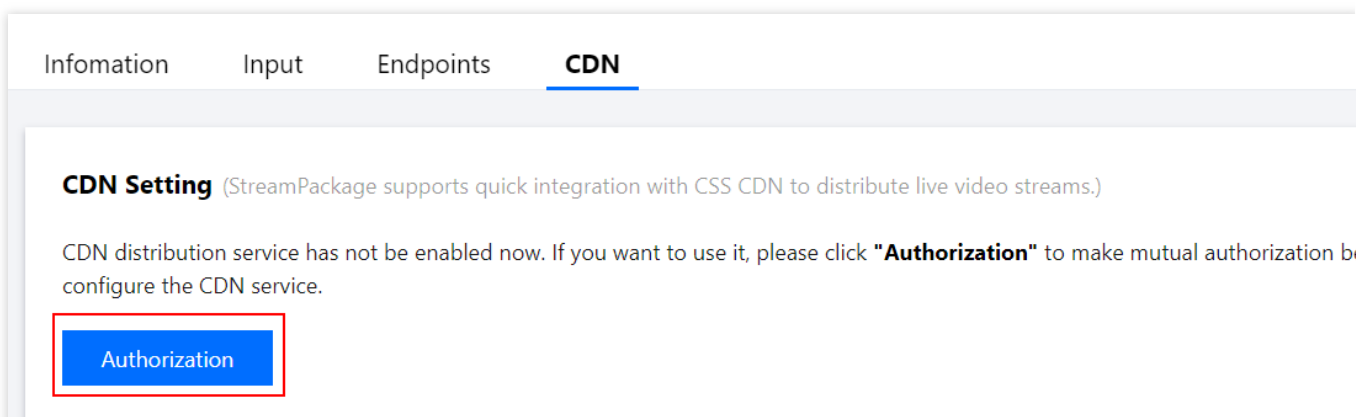 Infomation Input Endpoints CDN
CDN Setting (StreamPackage supports quick integration with CSS CDN to distribute live video streams.)
CDN distribution service has not be enabled now. If you want to use it, please click "Authorization" to make mutual authorization
configure the CDN service.
Authorization